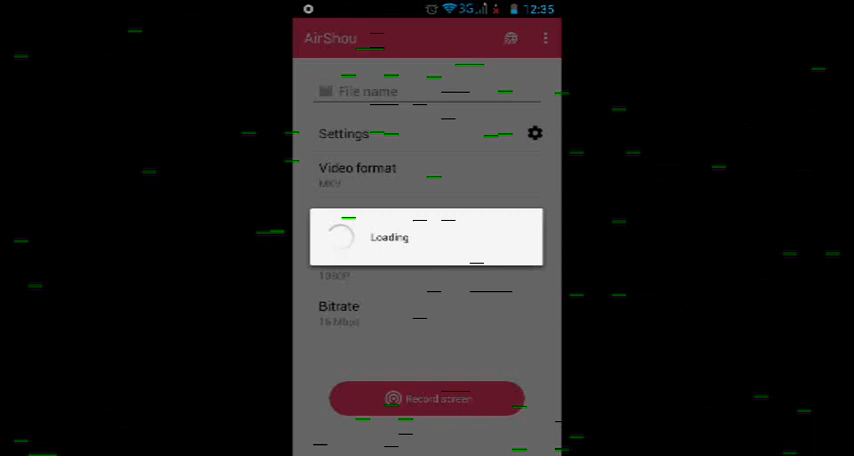 3G 12:35
AirShou
File name
Settings
Video format
MKV
Loading
1080P
Bitrate
16 Mbps
Record screen